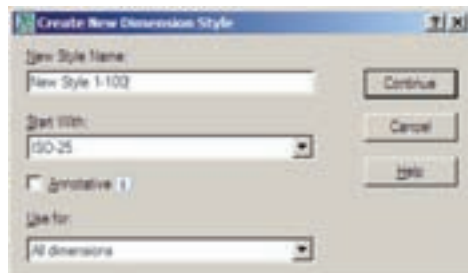 Create New Dimension Style
New Style Name:
New Style 1-100
Continue
Start With:
ISO-25
Cancel
Annotative
Help
Use for:
All dimensions